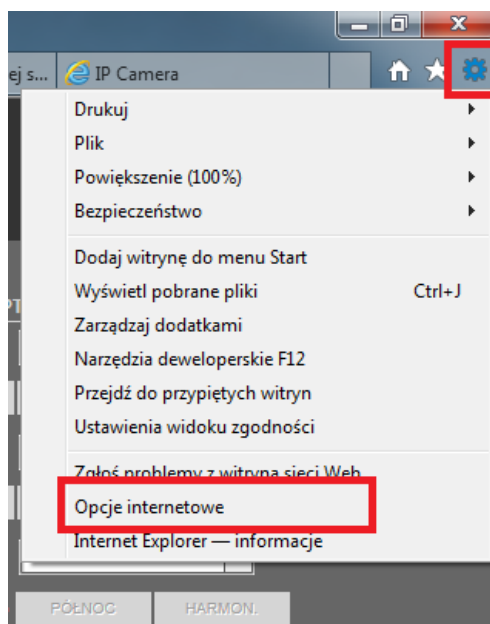 ej s...
IP Camera
Drukuj
Plik
Powiększenie (100%)
Bezpieczeństwo
Dodaj witrynę do menu Start
Wyświetl pobrane pliki Ctrl+J
Zarządzaj dodatkami
Narzędzia deweloperskie F12
Przejdź do przypiętych witryn
Ustawienia widoku zgodności
Zgłoś problemy z witryną sieci Web
Opcje internetowe
Internet Explorer — informacje
PÓŁNOC
HARMON.